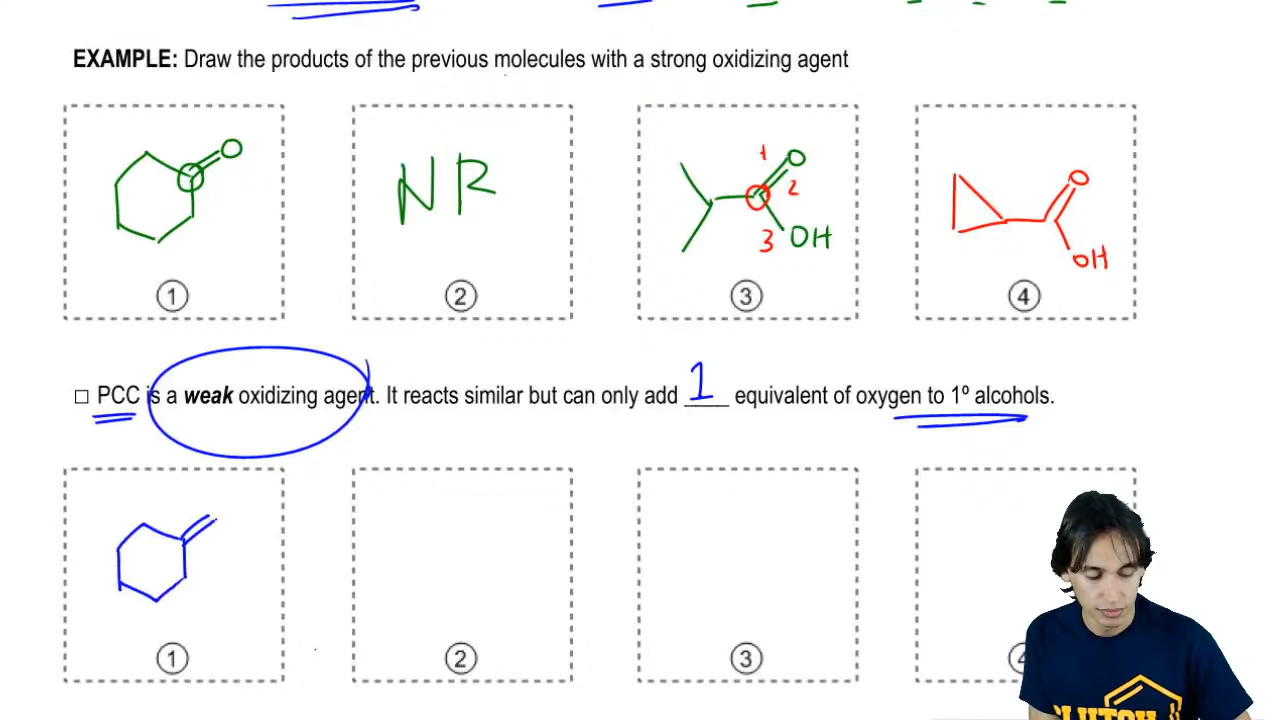 EXAMPLE: Draw the products of the previous molecules with a strong oxidizing agent
O
NR
1 O
2
3 OH
O
OH
① ② ③ ④
□ PCC is a weak oxidizing agent. It reacts similar but can only add 1 equivalent of oxygen to 1º alcohols.
① ② ③
CLUTCH